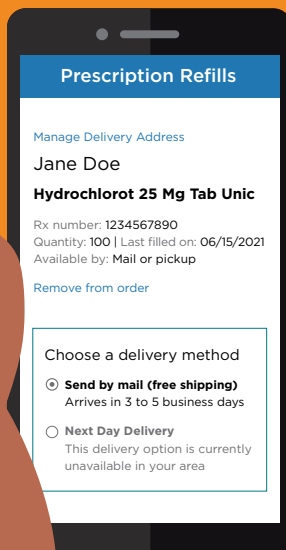 Prescription Refills
Manage Delivery Address
Jane Doe
Hydrochlorot 25 Mg Tab Unic
Rx number: 1234567890
Quantity: 100 | Last filled on: 06/15/2021
Available by: Mail or pickup
Remove from order
Choose a delivery method
Send by mail (free shipping)
Arrives in 3 to 5 business days
Next Day Delivery
This delivery option is currently
unavailable in your area